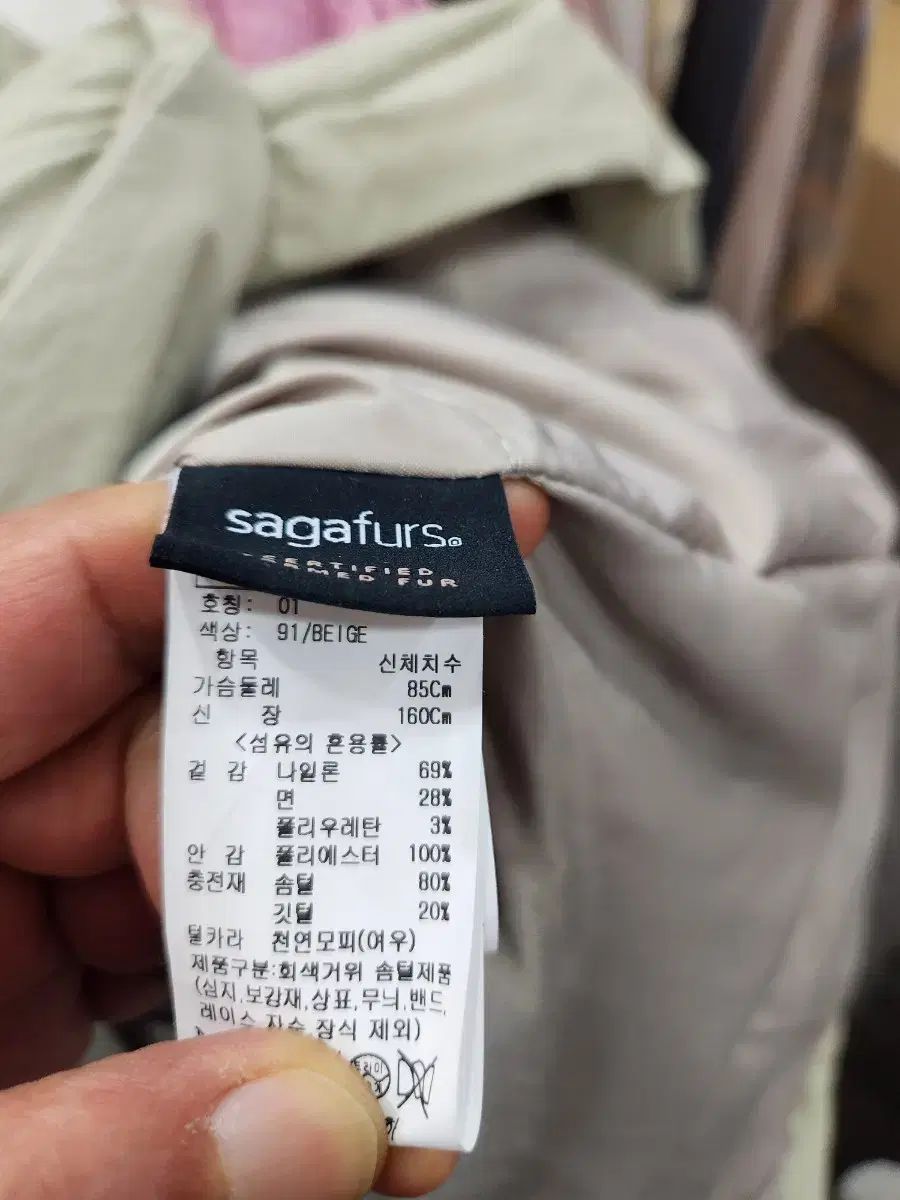 sagafurs®
CERTIFIED
FARMED FUR
호칭: 01
색상: 91/BEIGE
항목 신체치수
가슴둘레 85Cm
신 장 160Cm
<섬유의 혼용률>
겉 감 나일론 69%
면 28%
폴리우레탄 3%
안 감 폴리에스터 100%
충전재 솜털 80%
깃털 20%
털카라 천연모피(여우)
제품구분:회색거위 솜털제품
(심지,보강재,상표,무늬,밴드,
레이스,자수,장식 제외)